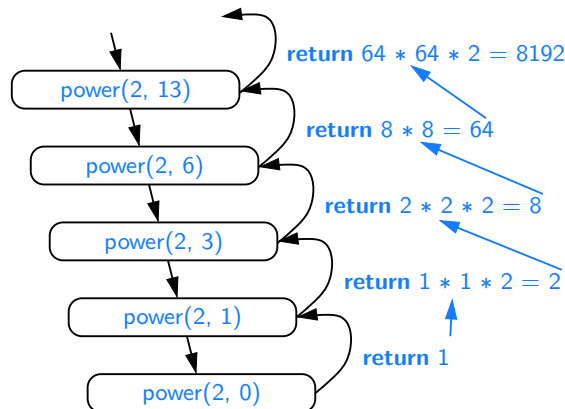 return 64 * 64 * 2 = 8192
power(2, 13)
return 8 * 8 = 64
power(2, 6)
return 2 * 2 * 2 = 8
power(2, 3)
return 1 * 1 * 2 = 2
power(2, 1)
return 1
power(2, 0)